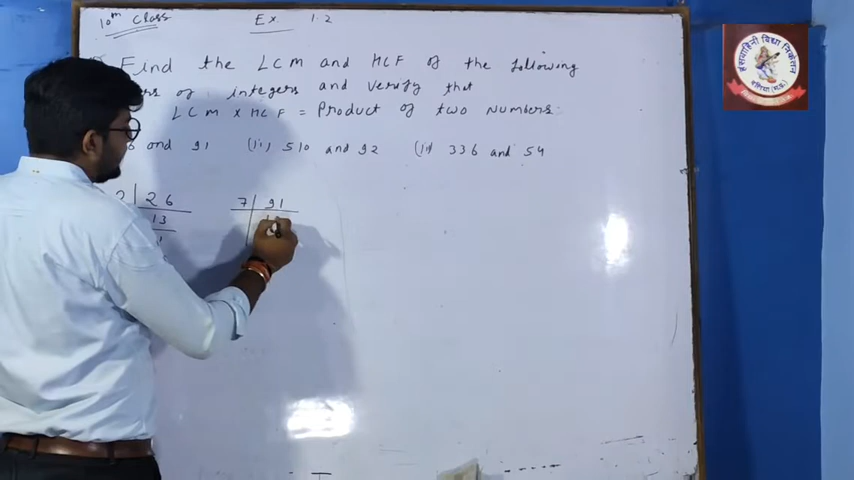 10th Class Ex 1.2
Find the LCM and HCF of the following
of integers and verify that
LCM x HCF = Product of two Numbers.
and 91 (ii) 510 and 92 (iii) 336 and 54
2 26 7 91
13
हंसवाहिनी विद्या निकेतन